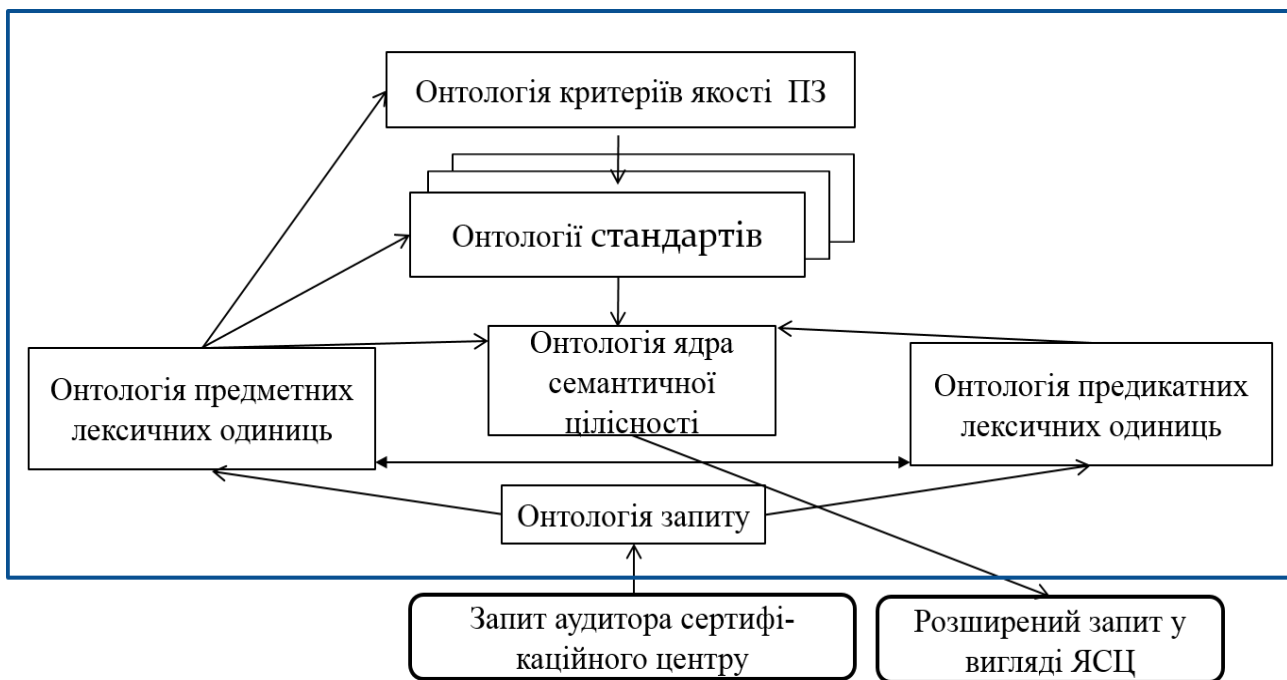 Онтологія критеріїв якості ПЗ
Онтології стандартів
Онтологія ядра
семантичної
цілісності
Онтологія предметних
лексичних одиниць
Онтологія предикатних
лексичних одиниць
Онтологія запиту
Запит аудитора сертифі-
каційного центру
Розширений запит у
вигляді ЯСЦ